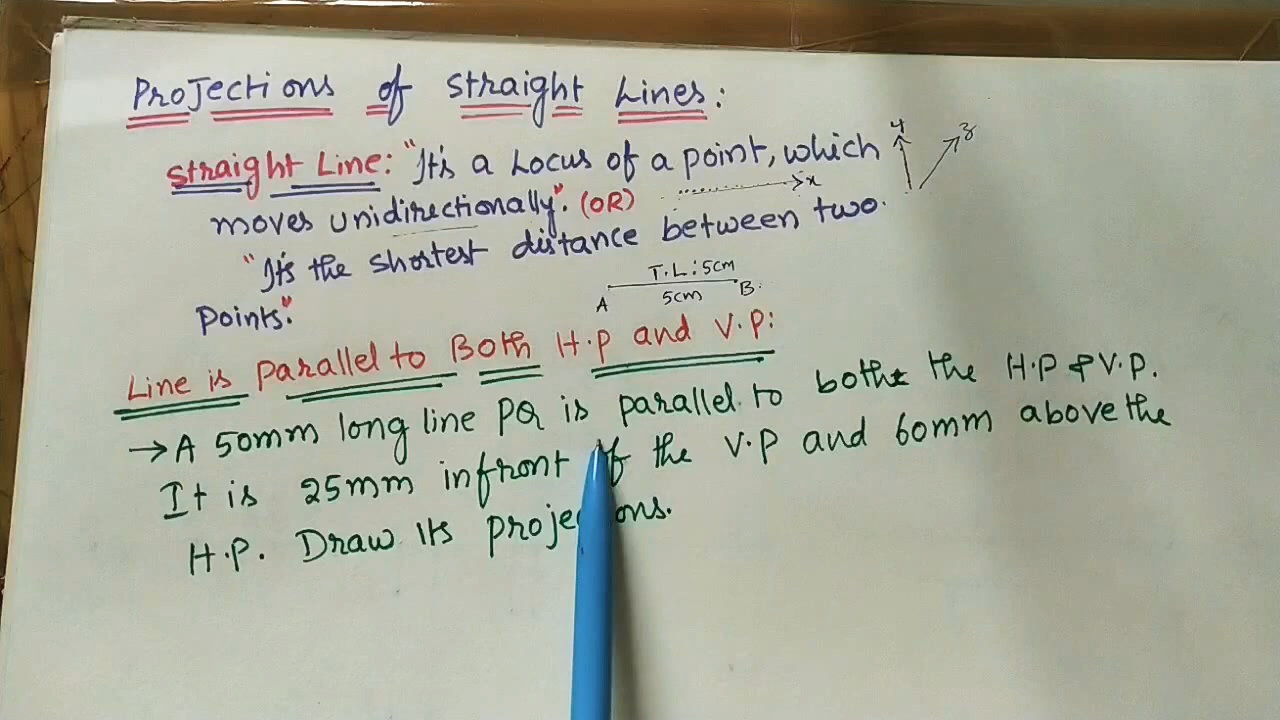 Projections of straight Lines:
straight Line: "It's a Locus of a point, which
moves unidirectionally". (OR)
x
y
z
"It's the shortest distance between two
Points."
T.L:5cm
A 5cm B.
Line is parallel to Both H.P and V.P:
→ A 50mm long line PQ is parallel to both the H.P & V.P.
It is 25mm infront of the V.P and 60mm above the
H.P. Draw its projections.